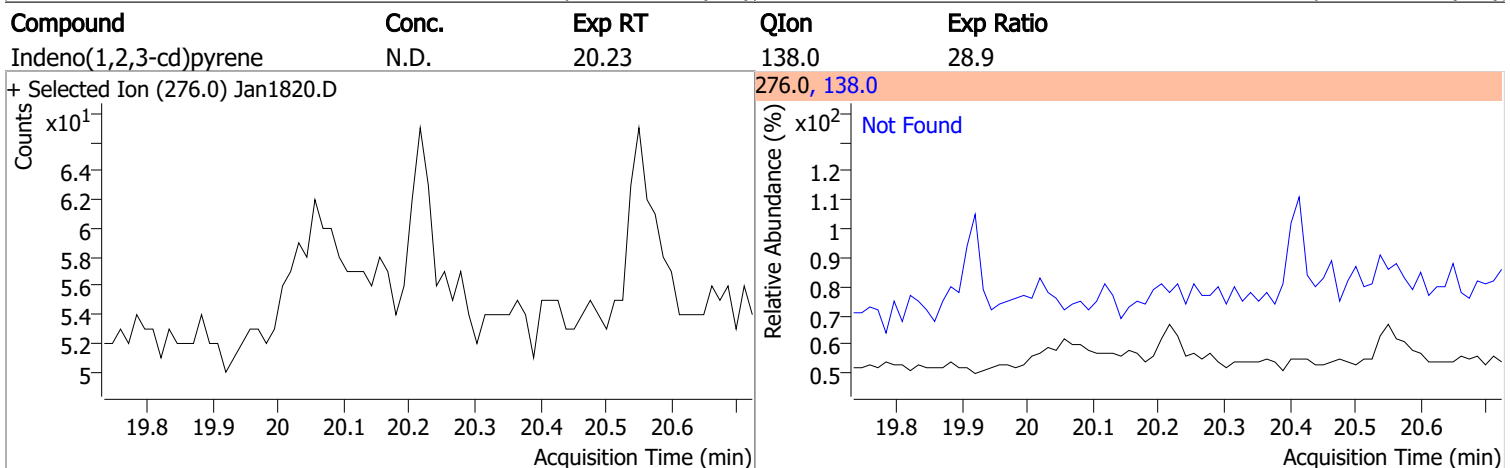 Compound Conc. Exp RT QIon Exp Ratio
Indeno(1,2,3-cd)pyrene N.D. 20.23 138.0 28.9
+ Selected Ion (276.0) Jan1820.D
Counts
x10¹
6.4
6.2
6
5.8
5.6
5.4
5.2
5
19.8 19.9 20 20.1 20.2 20.3 20.4 20.5 20.6
Acquisition Time (min)
276.0, 138.0
Relative Abundance (%)
x10²
Not Found
1.2
1.1
1
0.9
0.8
0.7
0.6
0.5
19.8 19.9 20 20.1 20.2 20.3 20.4 20.5 20.6
Acquisition Time (min)